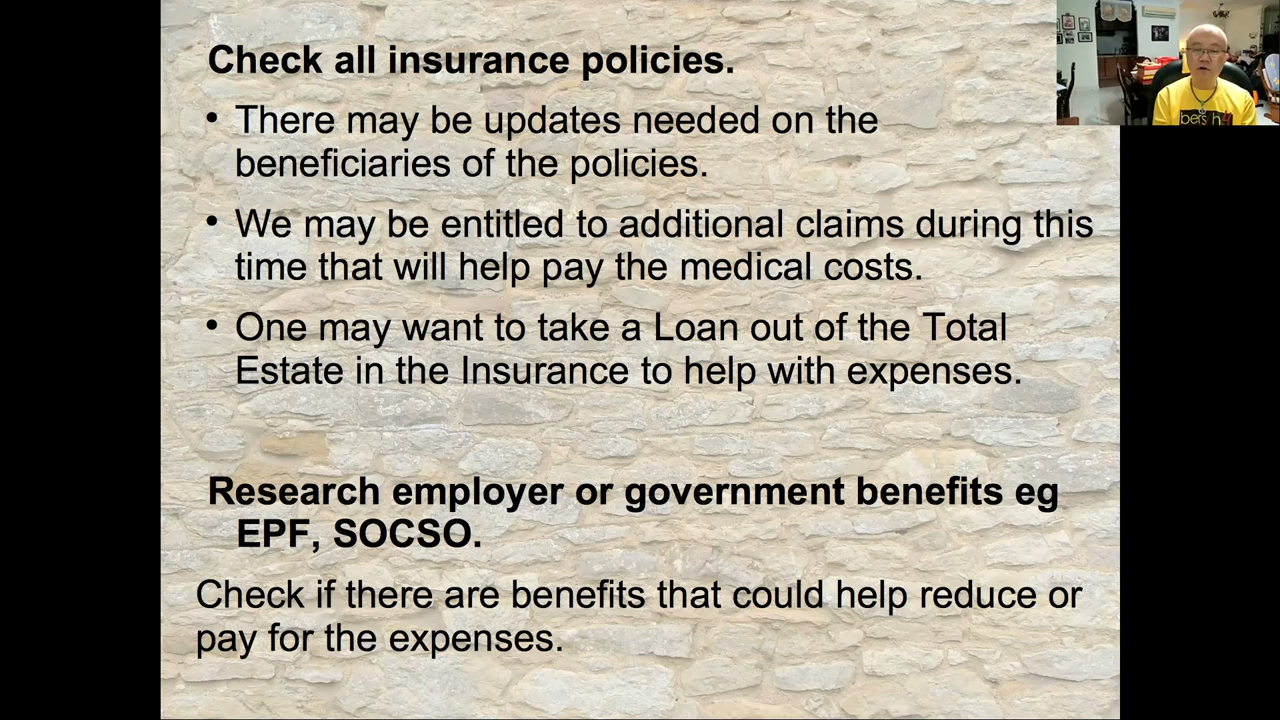 Check all insurance policies.
• There may be updates needed on the
beneficiaries of the policies.
• We may be entitled to additional claims during this
time that will help pay the medical costs.
• One may want to take a Loan out of the Total
Estate in the Insurance to help with expenses.
Research employer or government benefits eg
EPF, SOCSO.
Check if there are benefits that could help reduce or
pay for the expenses.